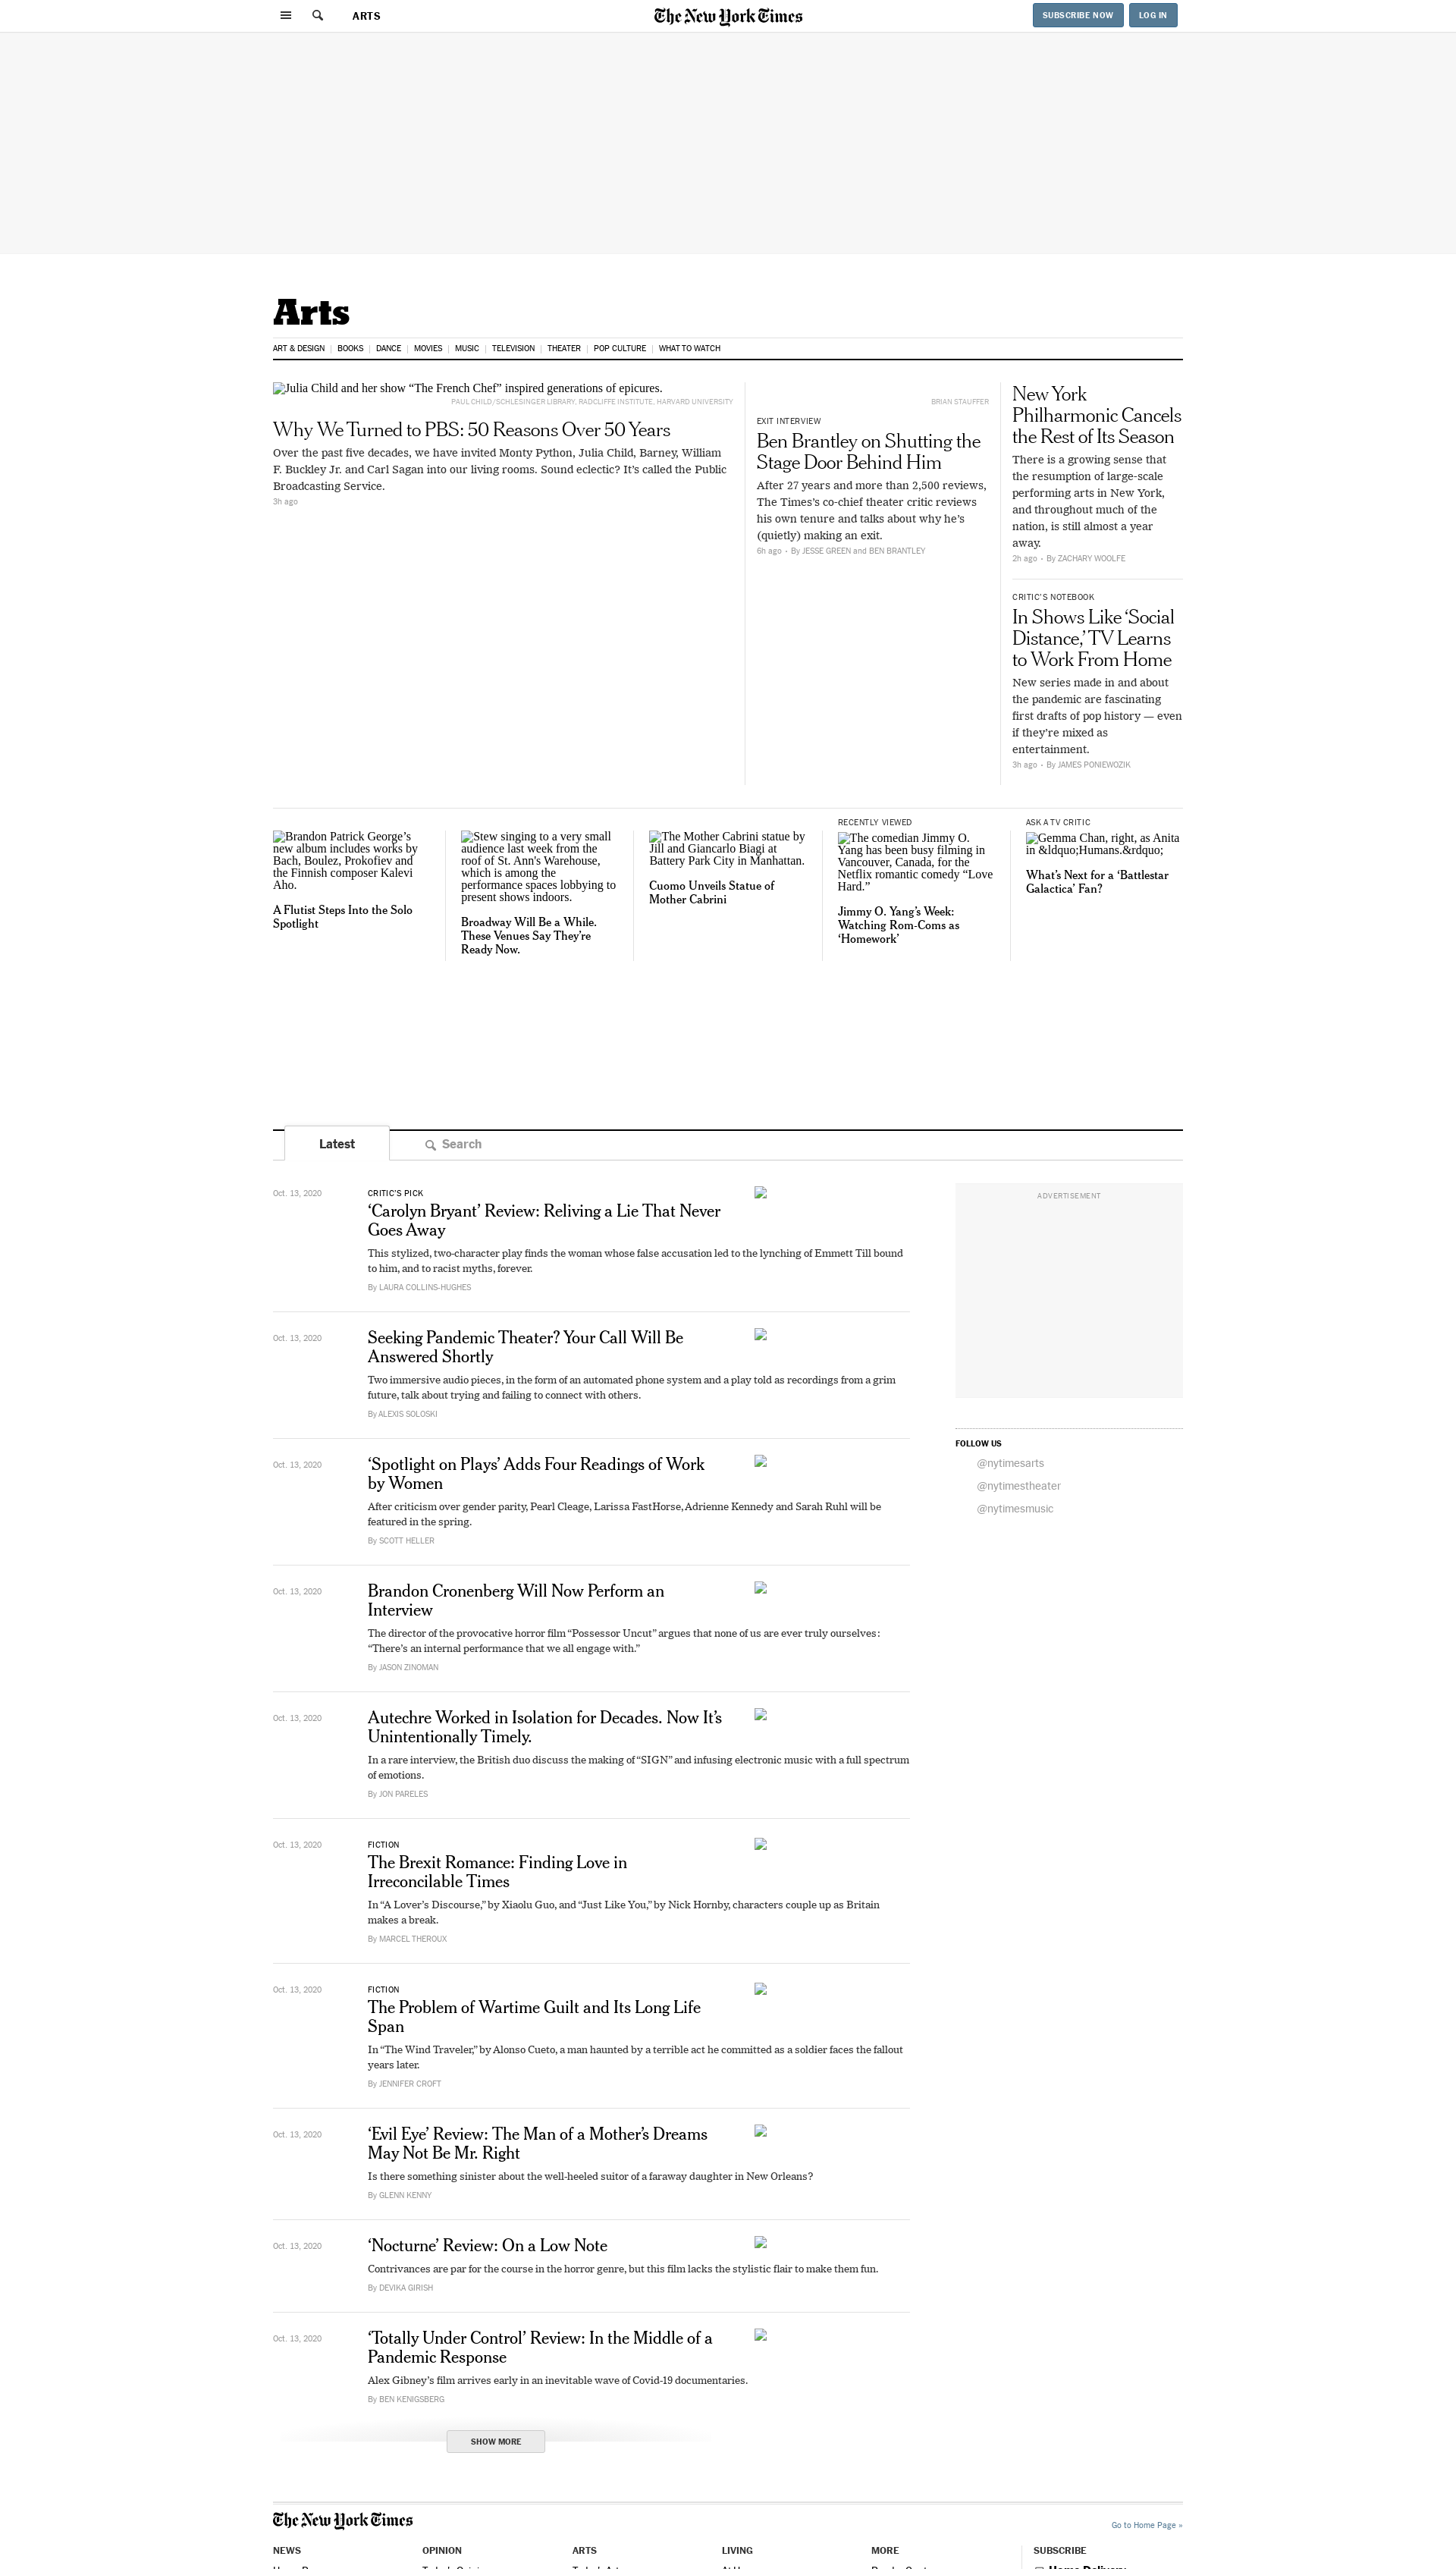 ARTS
The New York Times
SUBSCRIBE NOW
LOG IN
Arts
ART & DESIGN
BOOKS
DANCE
MOVIES
MUSIC
TELEVISION
THEATER
POP CULTURE
WHAT TO WATCH
Julia Child and her show “The French Chef” inspired generations of epicures.
PAUL CHILD/SCHLESINGER LIBRARY, RADCLIFFE INSTITUTE, HARVARD UNIVERSITY
Why We Turned to PBS: 50 Reasons Over 50 Years
Over the past five decades, we have invited Monty Python, Julia Child, Barney, William
F. Buckley Jr. and Carl Sagan into our living rooms. Sound eclectic? It’s called the Public
Broadcasting Service.
3h ago
BRIAN STAUFFER
EXIT INTERVIEW
Ben Brantley on Shutting the
Stage Door Behind Him
After 27 years and more than 2,500 reviews,
The Times’s co-chief theater critic reviews
his own tenure and talks about why he’s
(quietly) making an exit.
6h ago • By JESSE GREEN and BEN BRANTLEY
New York
Philharmonic Cancels
the Rest of Its Season
There is a growing sense that
the resumption of large-scale
performing arts in New York,
and throughout much of the
nation, is still almost a year
away.
2h ago • By ZACHARY WOOLFE
CRITIC’S NOTEBOOK
In Shows Like ‘Social
Distance,’ TV Learns
to Work From Home
New series made in and about
the pandemic are fascinating
first drafts of pop history — even
if they’re mixed as
entertainment.
3h ago • By JAMES PONIEWOZIK
Brandon Patrick George’s
new album includes works by
Bach, Boulez, Prokofiev and
the Finnish composer Kalevi
Aho.
A Flutist Steps Into the Solo
Spotlight
Stew singing to a very small
audience last week from the
roof of St. Ann's Warehouse,
which is among the
performance spaces lobbying to
present shows indoors.
Broadway Will Be a While.
These Venues Say They’re
Ready Now.
The Mother Cabrini statue by
Jill and Giancarlo Biagi at
Battery Park City in Manhattan.
Cuomo Unveils Statue of
Mother Cabrini
RECENTLY VIEWED
The comedian Jimmy O.
Yang has been busy filming in
Vancouver, Canada, for the
Netflix romantic comedy “Love
Hard.”
Jimmy O. Yang’s Week:
Watching Rom-Coms as
‘Homework’
ASK A TV CRITIC
Gemma Chan, right, as Anita
in &ldquo;Humans.&rdquo;
What’s Next for a ‘Battlestar
Galactica’ Fan?
Latest
Search
Oct. 13, 2020
CRITIC’S PICK
‘Carolyn Bryant’ Review: Reliving a Lie That Never
Goes Away
This stylized, two-character play finds the woman whose false accusation led to the lynching of Emmett Till bound
to him, and to racist myths, forever.
By LAURA COLLINS-HUGHES
Oct. 13, 2020
Seeking Pandemic Theater? Your Call Will Be
Answered Shortly
Two immersive audio pieces, in the form of an automated phone system and a play told as recordings from a grim
future, talk about trying and failing to connect with others.
By ALEXIS SOLOSKI
Oct. 13, 2020
‘Spotlight on Plays’ Adds Four Readings of Work
by Women
After criticism over gender parity, Pearl Cleage, Larissa FastHorse, Adrienne Kennedy and Sarah Ruhl will be
featured in the spring.
By SCOTT HELLER
Oct. 13, 2020
Brandon Cronenberg Will Now Perform an
Interview
The director of the provocative horror film “Possessor Uncut” argues that none of us are ever truly ourselves:
“There’s an internal performance that we all engage with.”
By JASON ZINOMAN
Oct. 13, 2020
Autechre Worked in Isolation for Decades. Now It’s
Unintentionally Timely.
In a rare interview, the British duo discuss the making of “SIGN” and infusing electronic music with a full spectrum
of emotions.
By JON PARELES
Oct. 13, 2020
FICTION
The Brexit Romance: Finding Love in
Irreconcilable Times
In “A Lover’s Discourse,” by Xiaolu Guo, and “Just Like You,” by Nick Hornby, characters couple up as Britain
makes a break.
By MARCEL THEROUX
Oct. 13, 2020
FICTION
The Problem of Wartime Guilt and Its Long Life
Span
In “The Wind Traveler,” by Alonso Cueto, a man haunted by a terrible act he committed as a soldier faces the fallout
years later.
By JENNIFER CROFT
Oct. 13, 2020
‘Evil Eye’ Review: The Man of a Mother’s Dreams
May Not Be Mr. Right
Is there something sinister about the well-heeled suitor of a faraway daughter in New Orleans?
By GLENN KENNY
Oct. 13, 2020
‘Nocturne’ Review: On a Low Note
Contrivances are par for the course in the horror genre, but this film lacks the stylistic flair to make them fun.
By DEVIKA GIRISH
Oct. 13, 2020
‘Totally Under Control’ Review: In the Middle of a
Pandemic Response
Alex Gibney’s film arrives early in an inevitable wave of Covid-19 documentaries.
By BEN KENIGSBERG
SHOW MORE
ADVERTISEMENT
FOLLOW US
@nytimesarts
@nytimestheater
@nytimesmusic
The New York Times
Go to Home Page »
NEWS
OPINION
ARTS
LIVING
MORE
SUBSCRIBE